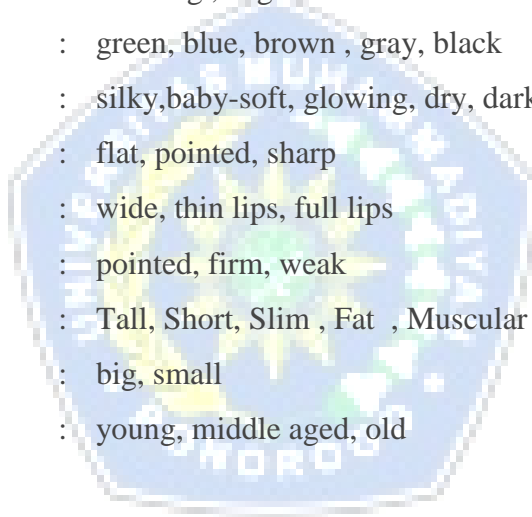 : green, blue, brown , gray, black
: silky,baby-soft, glowing, dry, dark
: flat, pointed, sharp
: wide, thin lips, full lips
: pointed, firm, weak
: Tall, Short, Slim , Fat , Muscular
: big, small
: young, middle aged, old